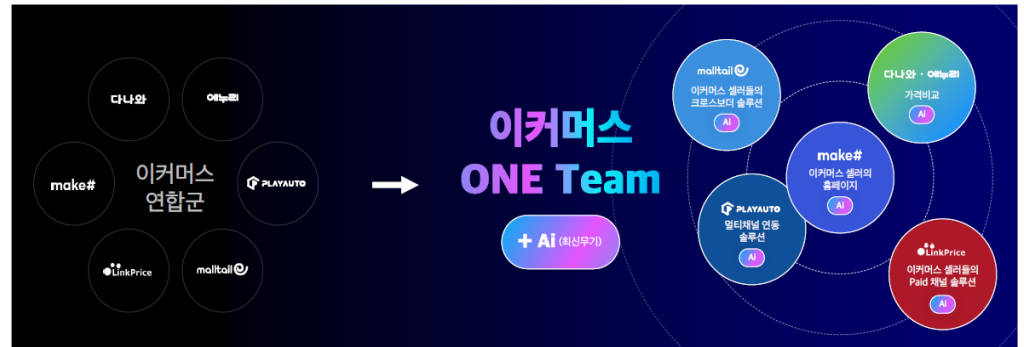 다나와
에누리
make#
이커머스
연합군
PLAYAUTO
LinkPrice
malltail
이커머스
ONE Team
+ Ai (최신무기)
malltail
이커머스 셀러들의
크로스보더 솔루션
Ai
다나와 · 에누리
가격비교
Ai
make#
이커머스 셀러의
홈페이지
Ai
PLAYAUTO
멀티채널 연동
솔루션
Ai
LinkPrice
이커머스 셀러들의
Paid 채널 솔루션
Ai